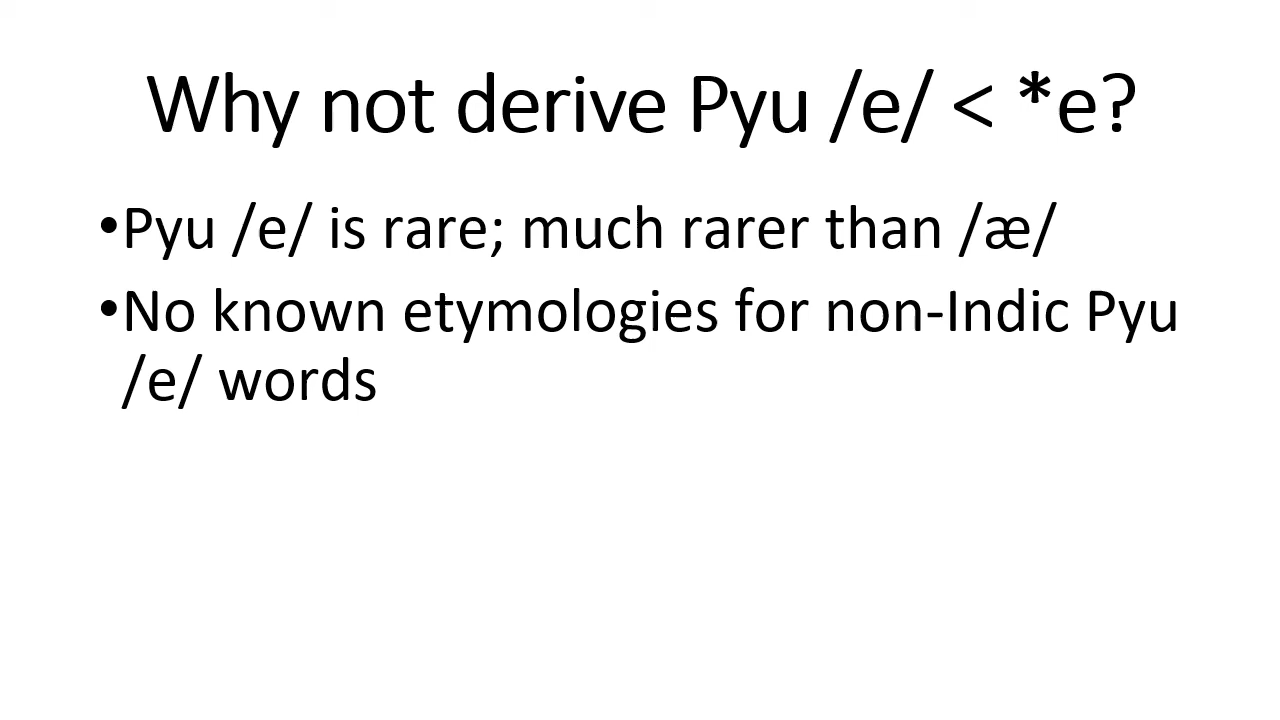 Why not derive Pyu /e/ < *e?
•Pyu /e/ is rare; much rarer than /æ/
•No known etymologies for non-Indic Pyu
/e/ words